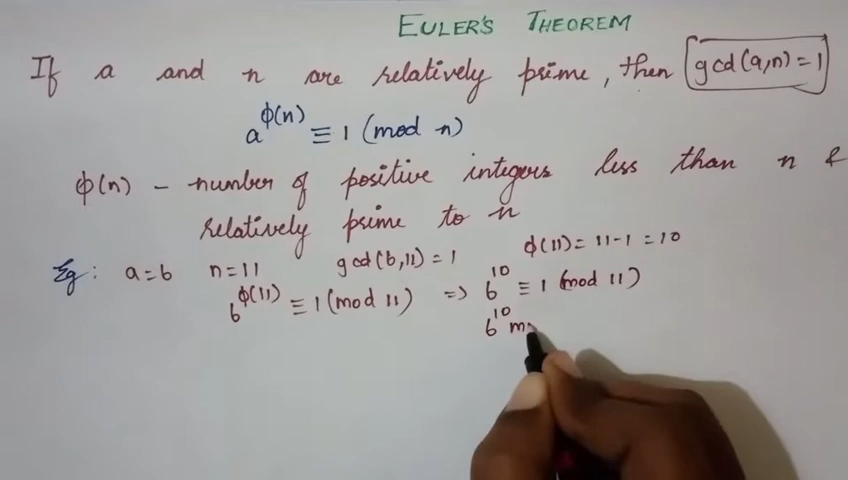 EULER'S THEOREM
If a and n are relatively prime, then gcd(a,n)=1
a^ϕ(n) ≡ 1 (mod n)
ϕ(n) - number of positive integers less than n &
relatively prime to n
Eg: a=6 n=11 gcd(6,11)=1 ϕ(11)=11-1=10
6^ϕ(11) ≡ 1 (mod 11) => 6^10 ≡ 1 (mod 11)
6^10 m